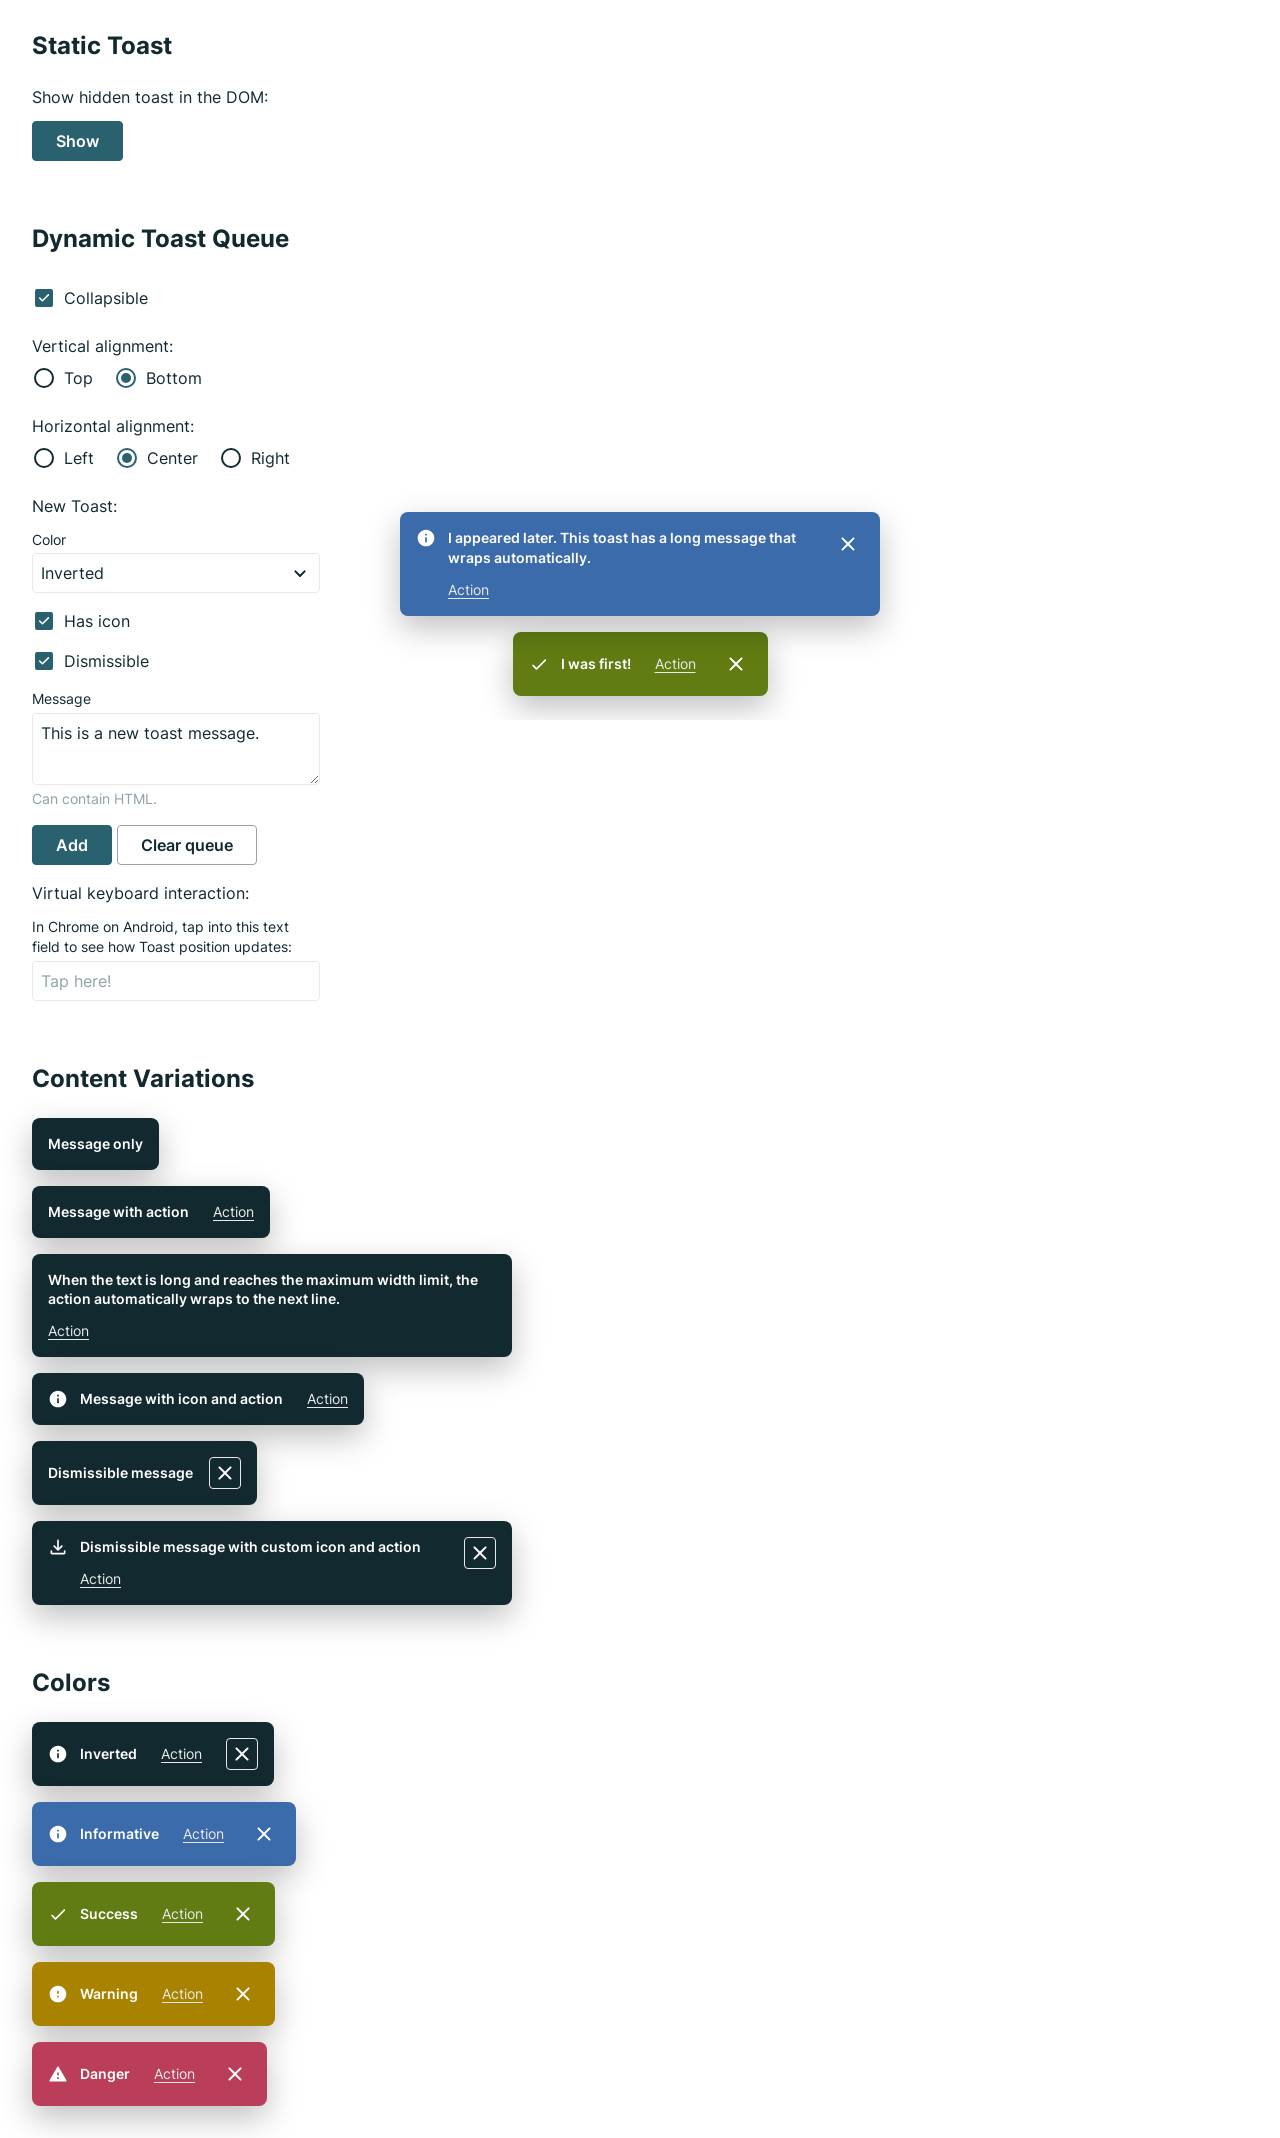 Static Toast
Show hidden toast in the DOM:
Show
Dynamic Toast Queue
Collapsible
Vertical alignment:
Top Bottom
Horizontal alignment:
Left Center Right
New Toast:
Color
Inverted
Has icon
Dismissible
Message
This is a new toast message.
Can contain HTML.
Add Clear queue
Virtual keyboard interaction:
In Chrome on Android, tap into this text
field to see how Toast position updates:
Tap here!
I appeared later. This toast has a long message that
wraps automatically.
Action
I was first! Action
Content Variations
Message only
Message with action Action
When the text is long and reaches the maximum width limit, the
action automatically wraps to the next line.
Action
Message with icon and action Action
Dismissible message
Dismissible message with custom icon and action
Action
Colors
Inverted Action
Informative Action
Success Action
Warning Action
Danger Action